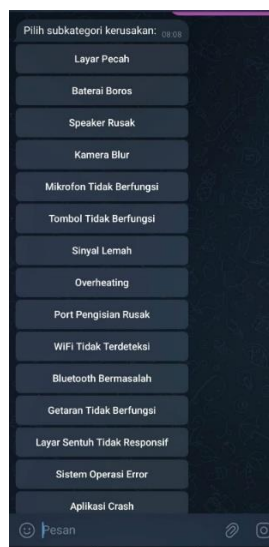 Pilih subkategori kerusakan: 08:08
Layar Pecah
Baterai Boros
Speaker Rusak
Kamera Blur
Mikrofon Tidak Berfungsi
Tombol Tidak Berfungsi
Sinyal Lemah
Overheating
Port Pengisian Rusak
WiFi Tidak Terdeteksi
Bluetooth Bermasalah
Getaran Tidak Berfungsi
Layar Sentuh Tidak Responsif
Sistem Operasi Error
Aplikasi Crash
Pesan